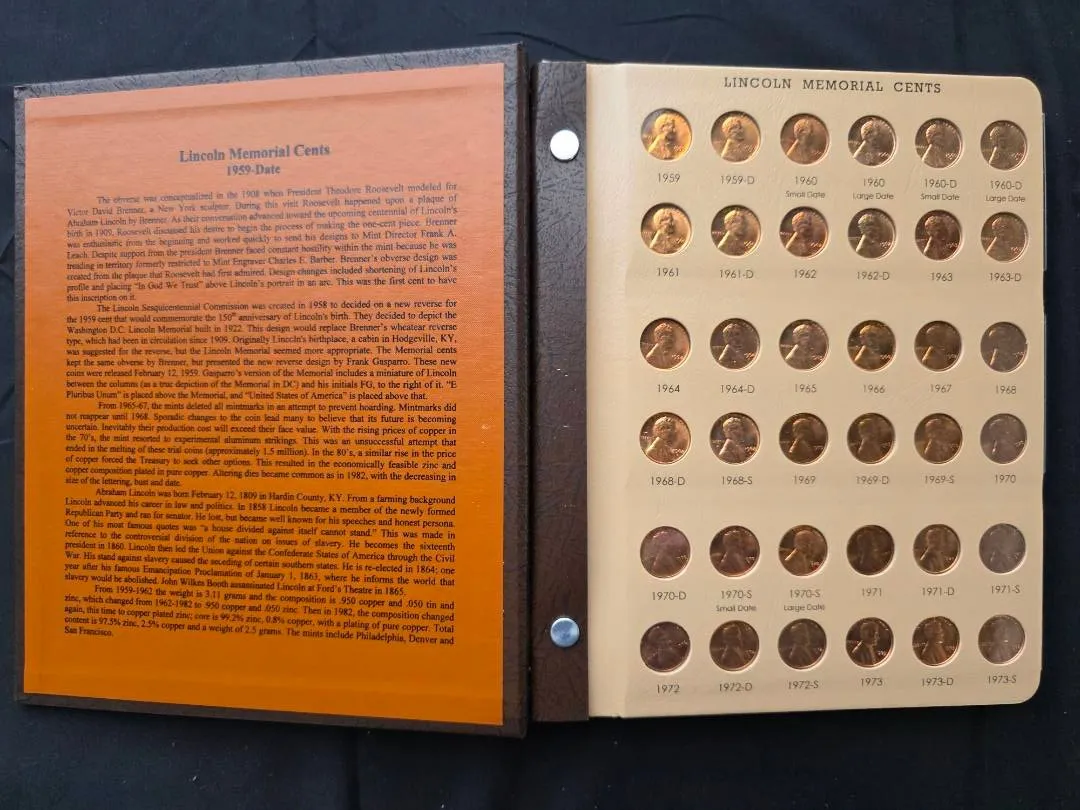 Lincoln Memorial Cents
1959-Date
The obverse was conceptualized in the 1908 when President Theodore Roosevelt modeled for
Victor David Brenner, a New York sculptor. During this visit Roosevelt happened upon a plaque of
Abraham Lincoln by Brenner. As their conversation advanced toward the upcoming centennial of Lincoln's
birth in 1909, Roosevelt discussed his desire to begin the process of making the one-cent piece. Brenner
was enthusiastic from the beginning and worked quickly to send his designs to Mint Director Frank A.
Leach. Despite support from the president Brenner faced constant hostility within the mint because he was
treading in territory formerly restricted to Mint Engraver Charles E. Barber. Brenner's obverse design was
created from the plaque that Roosevelt had first admired. Design changes included shortening of Lincoln's
profile and placing "In God We Trust" above Lincoln's portrait in an arc. This was the first cent to have
this inscription on it.
The Lincoln Sesquicentennial Commission was created in 1958 to decided on a new reverse for
the 1959 cent that would commemorate the 150th anniversary of Lincoln's birth. They decided to depict the
Washington D.C. Lincoln Memorial built in 1922. This design would replace Brenner's wheatear reverse
type, which had been in circulation since 1909. Originally Lincoln's birthplace, a cabin in Hodgeville, KY,
was suggested for the reverse, but the Lincoln Memorial seemed more appropriate. The Memorial cents
kept the same obverse by Brenner, but presented the new reverse design by Frank Gasparro. These new
coins were released February 12, 1959. Gasparro's version of the Memorial includes a miniature of Lincoln
between the columns (as a true depiction of the Memorial in DC) and his initials FG, to the right of it. "E
Pluribus Unum" is placed above the Memorial, and "United States of America" is placed above that.
From 1965-67, the mints deleted all mintmarks in an attempt to prevent hoarding. Mintmarks did
not reappear until 1968. Sporadic changes to the coin lead many to believe that its future is becoming
uncertain. Inevitably their production cost will exceed their face value. With the rising prices of copper in
the 70's, the mint resorted to experimental aluminum strikings. This was an unsuccessful attempt that
ended in the melting of these trial coins (approximately 1.5 million). In the 80's, a similar rise in the price
of copper forced the Treasury to seek other options. This resulted in the economically feasible zinc and
copper composition plated in pure copper. Altering dies became common as in 1982, with the decreasing in
size of the lettering, bust and date.
Abraham Lincoln was born February 12, 1809 in Hardin County, KY. From a farming background
Lincoln advanced his career in law and politics. In 1858 Lincoln became a member of the newly formed
Republican Party and ran for senator. He lost, but became well known for his speeches and honest persona.
One of his most famous quotes was "a house divided against itself cannot stand." This was made in
reference to the controversial division of the nation on issues of slavery. He becomes the sixteenth
president in 1860. Lincoln then led the Union against the Confederate States of America through the Civil
War. His stand against slavery caused the seceding of certain southern states. He is re-elected in 1864; one
year after his famous Emancipation Proclamation of January 1, 1863, where he informs the world that
slavery would be abolished. John Wilkes Booth assassinated Lincoln at Ford's Theatre in 1865.
From 1959-1962 the weight is 3.11 grams and the composition is .950 copper and .050 tin and
zinc, which changed from 1962-1982 to .950 copper and .050 zinc. Then in 1982, the composition changed
again, this time to copper plated zinc; core is 99.2% zinc, 0.8% copper, with a plating of pure copper. Total
content is 97.5% zinc, 2.5% copper and a weight of 2.5 grams. The mints include Philadelphia, Denver and
San Francisco.
LINCOLN MEMORIAL CENTS
1959 1959-D 1960 1960 1960-D 1960-D
Small Date Large Date Small Date Large Date
1961 1961-D 1962 1962-D 1963 1963-D
1964 1964-D 1965 1966 1967 1968
1968-D 1968-S 1969 1969-D 1969-S 1970
1970-D 1970-S 1970-S 1971 1971-D 1971-S
Small Date Large Date
1972 1972-D 1972-S 1973 1973-D 1973-S